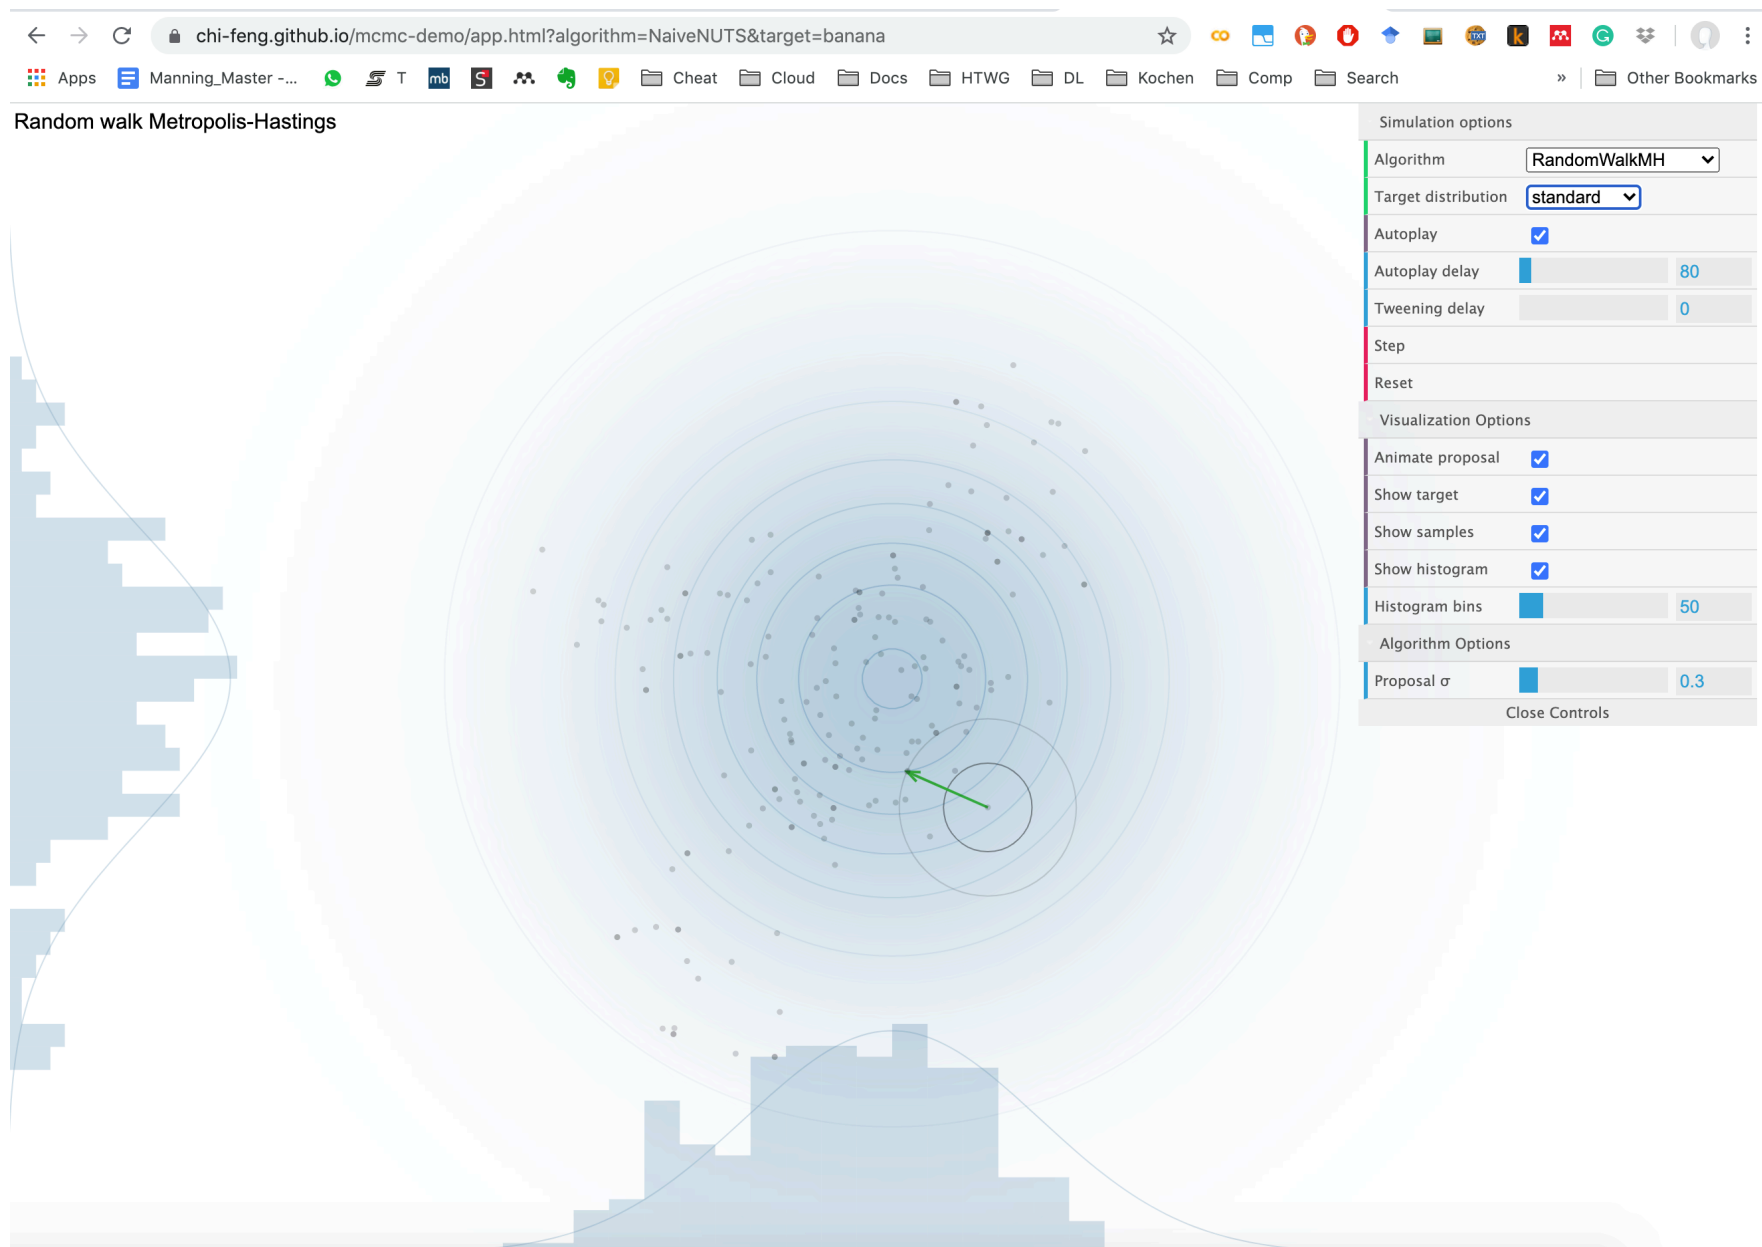 chi-feng.github.io/mcmc-demo/app.html?algorithm=NaiveNUTS&target=banana
Apps Manning_Master -... T mb S Cheat Cloud Docs HTWG DL Kochen Comp Search » Other Bookmarks
Random walk Metropolis-Hastings
Simulation options
Algorithm RandomWalkMH
Target distribution standard
Autoplay
Autoplay delay 80
Tweening delay 0
Step
Reset
Visualization Options
Animate proposal
Show target
Show samples
Show histogram
Histogram bins 50
Algorithm Options
Proposal σ 0.3
Close Controls